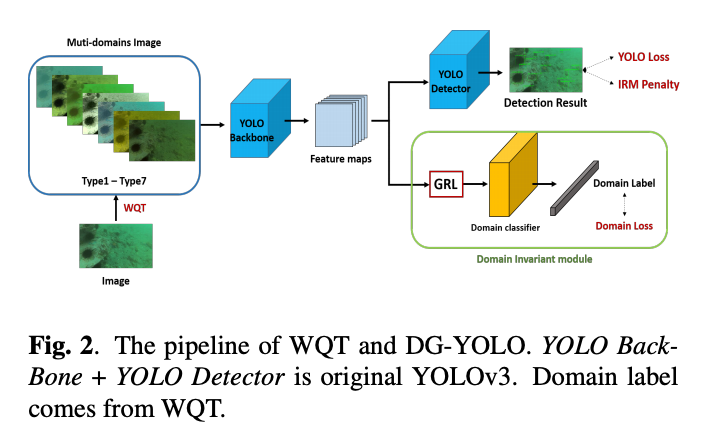 Muti-domains Image
Type1 – Type7
WQT
Image
YOLO
Backbone
Feature maps
YOLO
Detector
Detection Result
YOLO Loss
IRM Penalty
GRL
Domain classifier
Domain Label
Domain Loss
Domain Invariant module
Fig. 2. The pipeline of WQT and DG-YOLO. YOLO Back-
Bone + YOLO Detector is original YOLOv3. Domain label
comes from WQT.